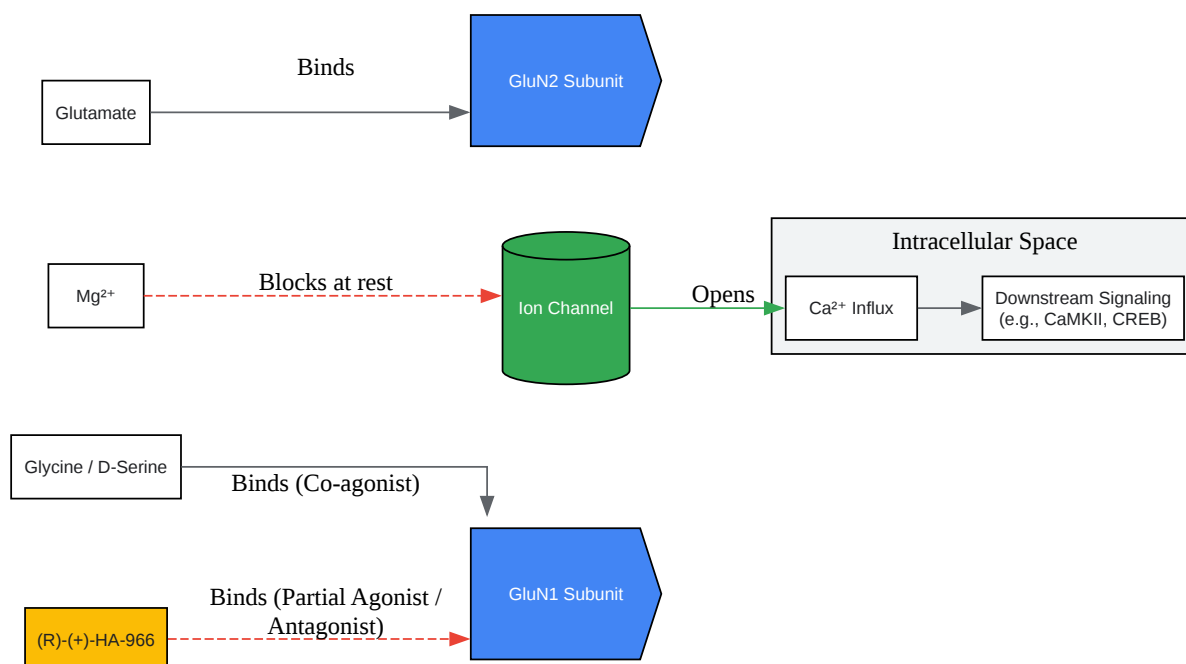 Binds
GluN2 Subunit
Glutamate
Intracellular Space
Mg²⁺
Blocks at rest
Ion Channel
Opens
Ca²⁺ Influx
Downstream Signaling
(e.g., CaMKII, CREB)
Glycine / D-Serine
Binds (Co-agonist)
GluN1 Subunit
Binds (Partial Agonist /
Antagonist)
(R)-(+)-HA-966